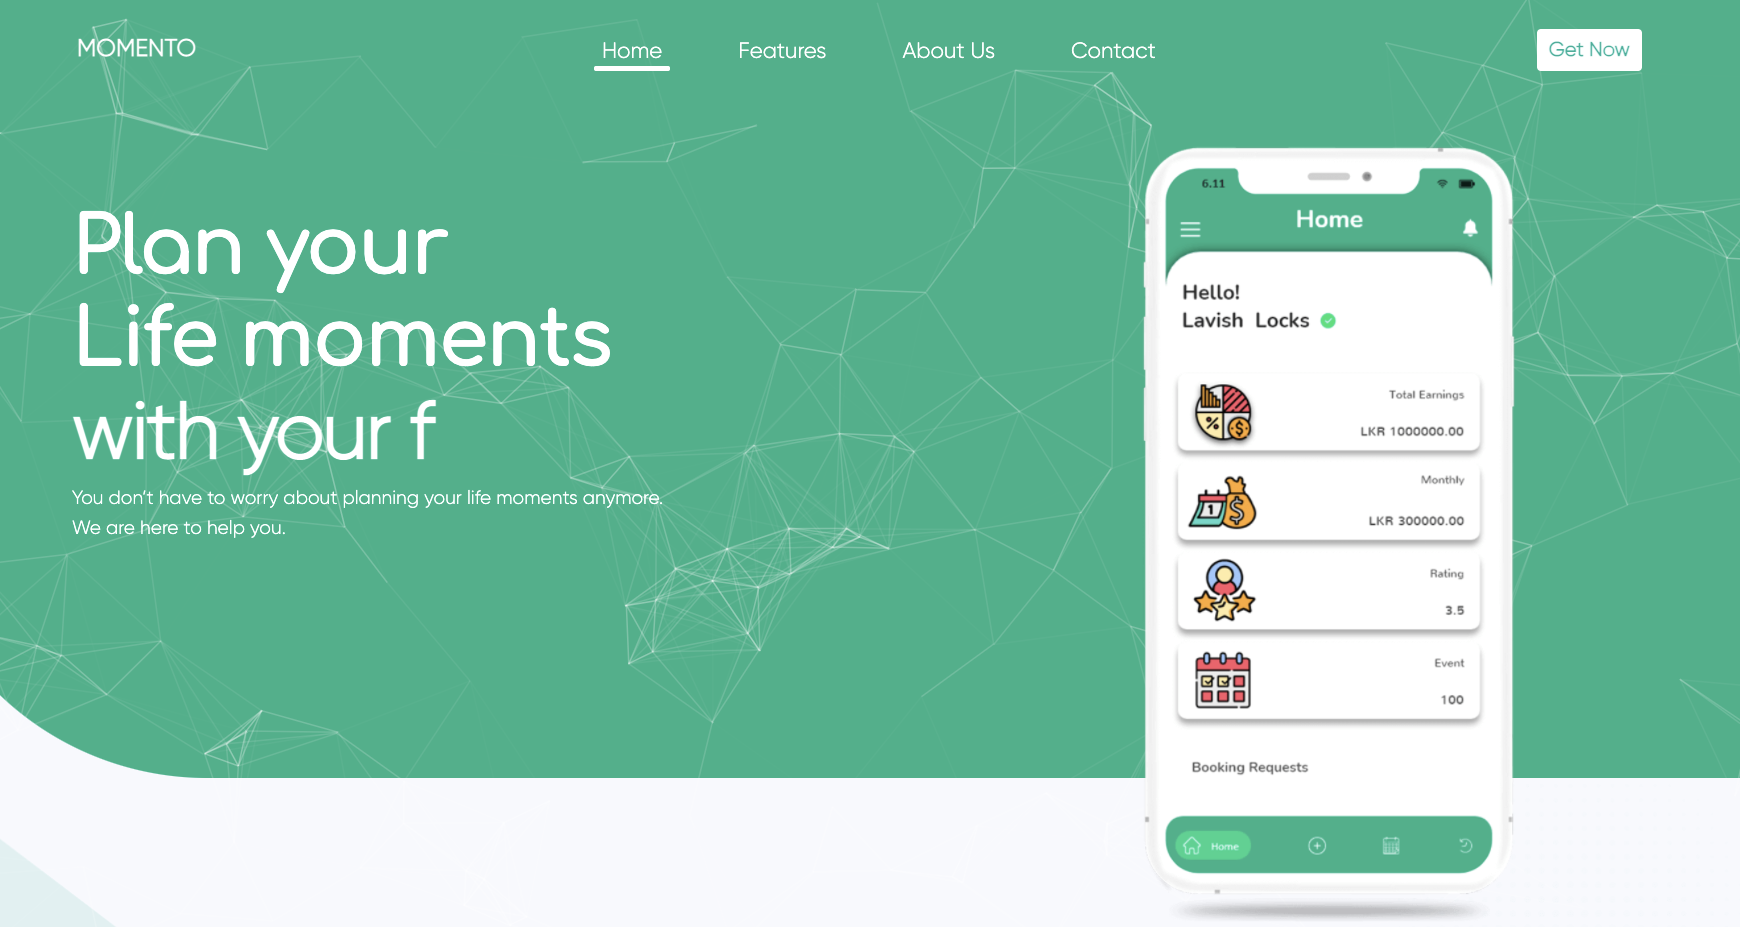 MOMENTO
Home
Features
About Us
Contact
Get Now
Plan your
Life moments
with your f
You don't have to worry about planning your life moments anymore.
We are here to help you.
6.11
Home
Hello!
Lavish Locks
Total Earnings
LKR 1000000.00
Monthly
1
LKR 300000.00
Rating
3.5
Event
100
Booking Requests
Home